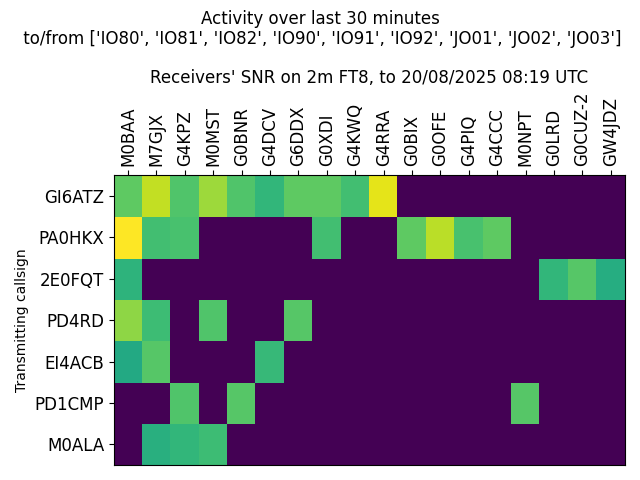 Activity over last 30 minutes
to/from ['IO80', 'IO81', 'IO82', 'IO90', 'IO91', 'IO92', 'JO01', 'JO02', 'JO03']
Receivers' SNR on 2m FT8, to 20/08/2025 08:19 UTC
M0BAA
M7GJX
G4KPZ
M0MST
G0BNR
G4DCV
G6DDX
G0XDI
G4KWQ
G4RRA
G0BIX
G0OFE
G4PIQ
G4CCC
M0NPT
G0LRD
G0CUZ-2
GW4JDZ
Transmitting callsign
GI6ATZ
PA0HKX
2E0FQT
PD4RD
EI4ACB
PD1CMP
M0ALA